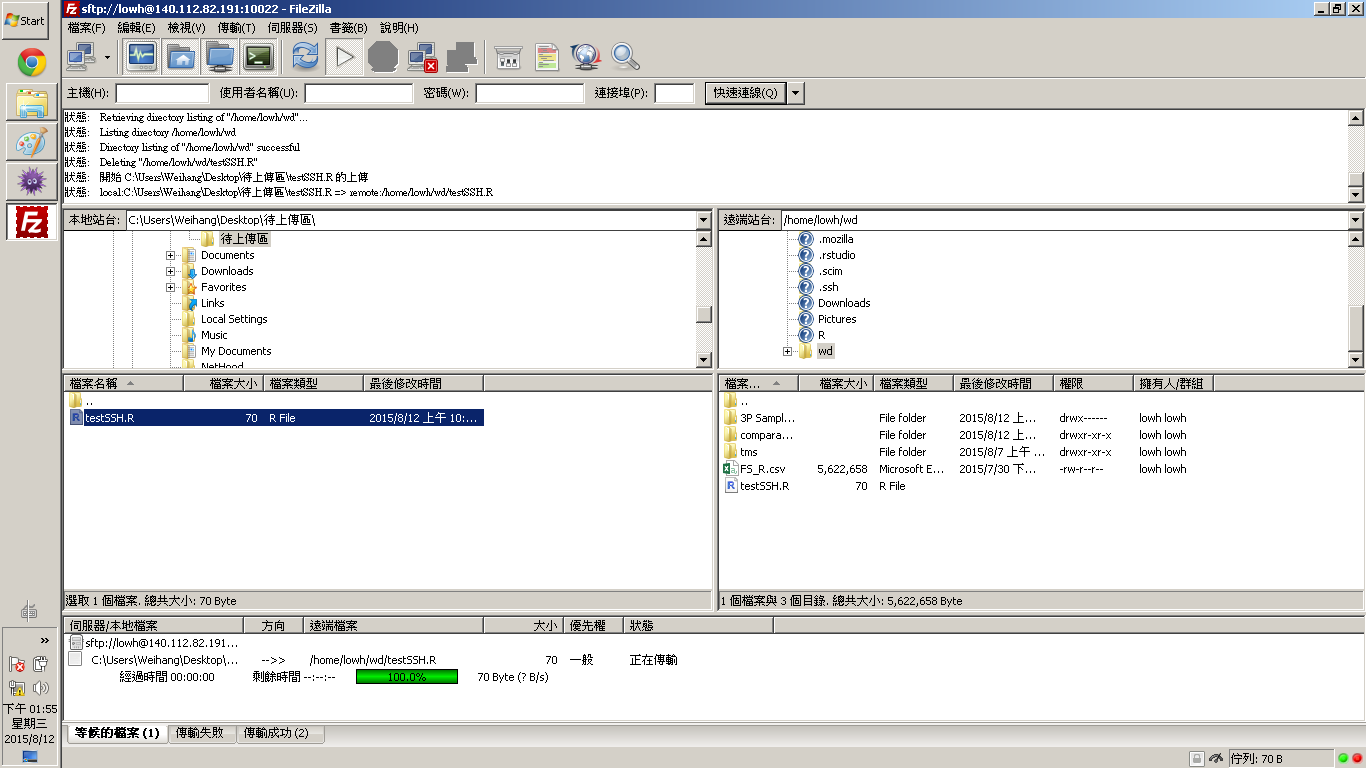 Start
sftp://lowh@140.112.82.191:10022 - FileZilla
檔案(F) 編輯(E) 檢視(V) 傳輸(T) 伺服器(S) 書籤(B) 說明(H)
主機(H): 使用者名稱(U): 密碼(W): 連接埠(P): 快速連線(Q)
狀態: Retrieving directory listing of "/home/lowh/wd"...
狀態: Listing directory /home/lowh/wd
狀態: Directory listing of "/home/lowh/wd" successful
狀態: Deleting "/home/lowh/wd/testSSH.R"
狀態: 開始 C:\Users\Weihang\Desktop\待上傳區\testSSH.R 的上傳
狀態: local:C:\Users\Weihang\Desktop\待上傳區\testSSH.R => remote:/home/lowh/wd/testSSH.R
本地站台: C:\Users\Weihang\Desktop\待上傳區\
待上傳區
Documents
Downloads
Favorites
Links
Local Settings
Music
My Documents
NetHood
遠端站台: /home/lowh/wd
.mozilla
.rstudio
.scim
.ssh
Downloads
Pictures
R
wd
檔案名稱 檔案大小 檔案類型 最後修改時間
..
testSSH.R 70 R File 2015/8/12 上午 10:...
選取 1 個檔案. 總共大小: 70 Byte
檔案... 檔案大小 檔案類型 最後修改時間 權限 擁有人/群組
..
3P Sampl... File folder 2015/8/12 上... drwx------ lowh lowh
compara... File folder 2015/8/12 上... drwxr-xr-x lowh lowh
tms File folder 2015/8/7 上午 ... drwxr-xr-x lowh lowh
FS_R.csv 5,622,658 Microsoft E... 2015/7/30 下... -rw-r--r-- lowh lowh
testSSH.R 70 R File
1 個檔案與 3 個目錄. 總共大小: 5,622,658 Byte
伺服器/本地檔案 方向 遠端檔案 大小 優先權 狀態
sftp://lowh@140.112.82.191...
C:\Users\Weihang\Desktop\... -->> /home/lowh/wd/testSSH.R 70 一般 正在傳輸
經過時間 00:00:00 剩餘時間 --:--:-- 100.0% 70 Byte (? B/s)
等候的檔案 (1) 傳輸失敗 傳輸成功 (2)
佇列: 70 B
下午 01:55
星期三
2015/8/12